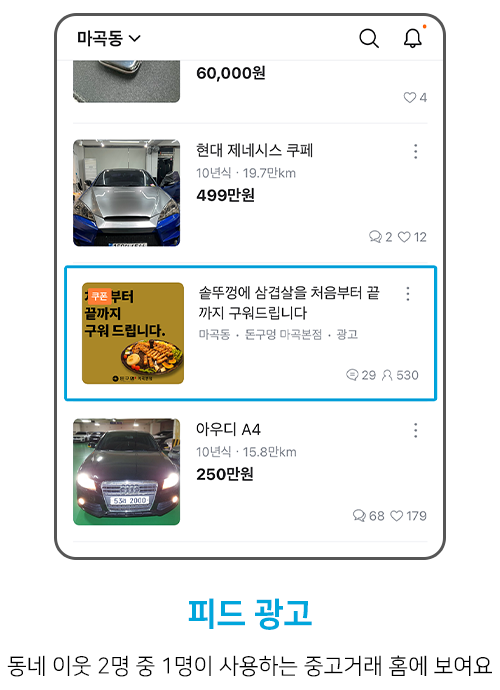 마곡동
60,000원
4
현대 제네시스 쿠페
10년식 · 19.7만km
499만원
2 12
쿠폰
부터
끝까지
구워 드립니다.
솥뚜껑에 삼겹살을 처음부터 끝
까지 구워드립니다
마곡동 · 돈구멍 마곡본점 · 광고
29 530
아우디 A4
10년식 · 15.8만km
250만원
68 179
피드 광고
동네 이웃 2명 중 1명이 사용하는 중고거래 홈에 보여요